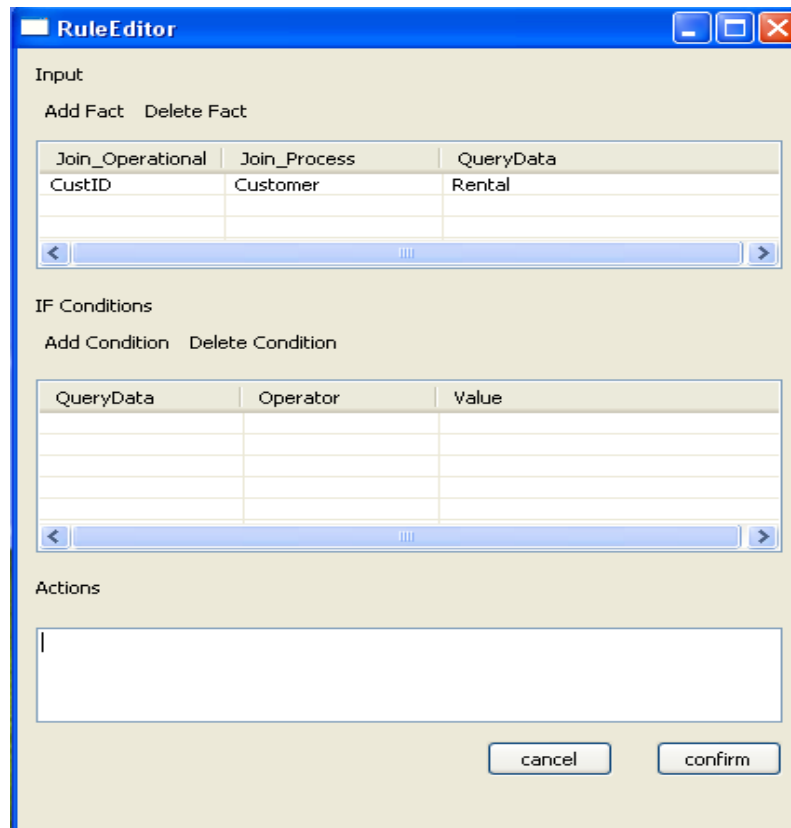 RuleEditor
Input
Add Fact Delete Fact
Join_Operational Join_Process QueryData
CustID Customer Rental
IF Conditions
Add Condition Delete Condition
QueryData Operator Value
Actions
cancel confirm